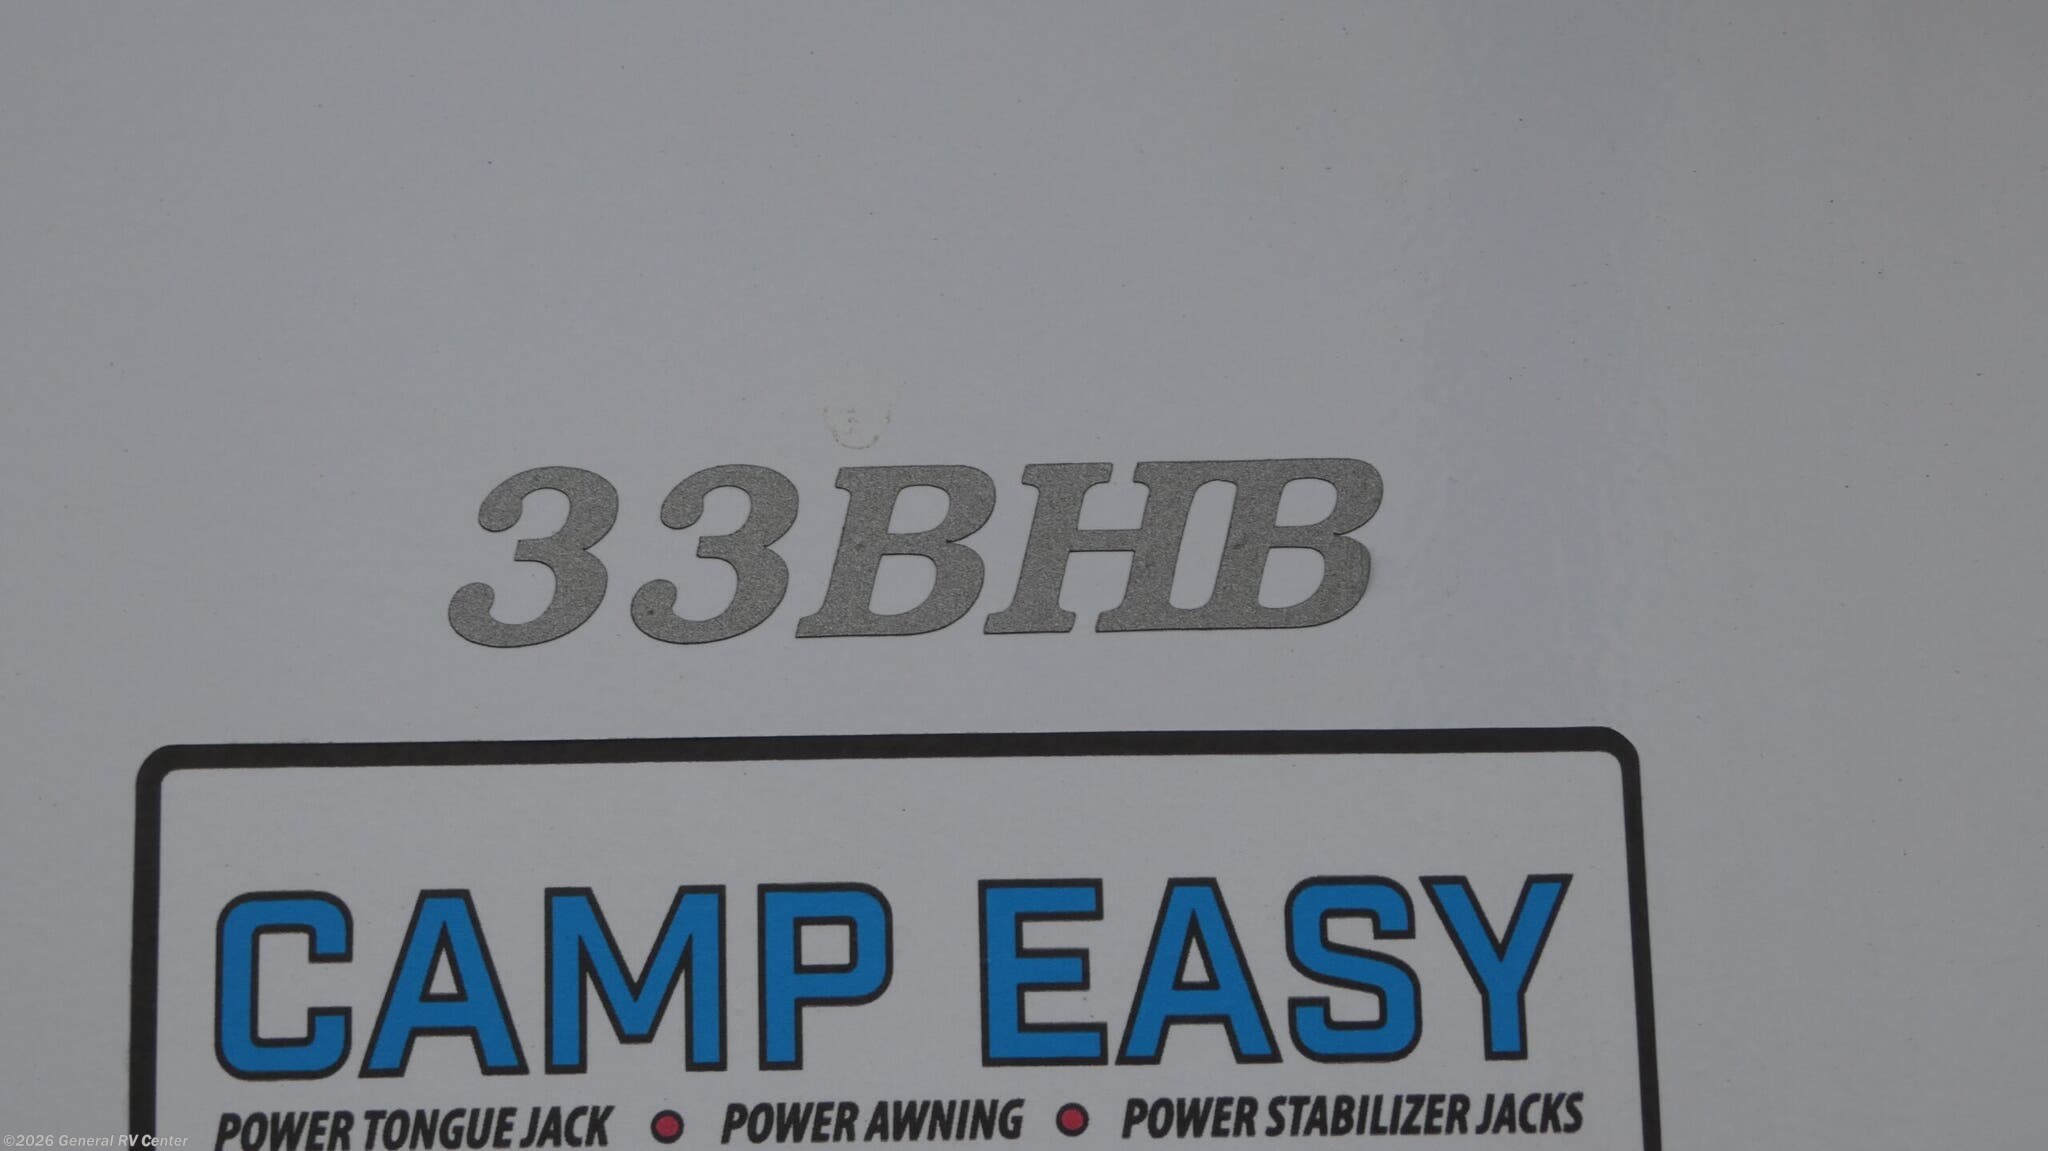 33BHB
CAMP EASY
POWER TONGUE JACK ● POWER AWNING ● POWER STABILIZER JACKS
©2026 General RV Center